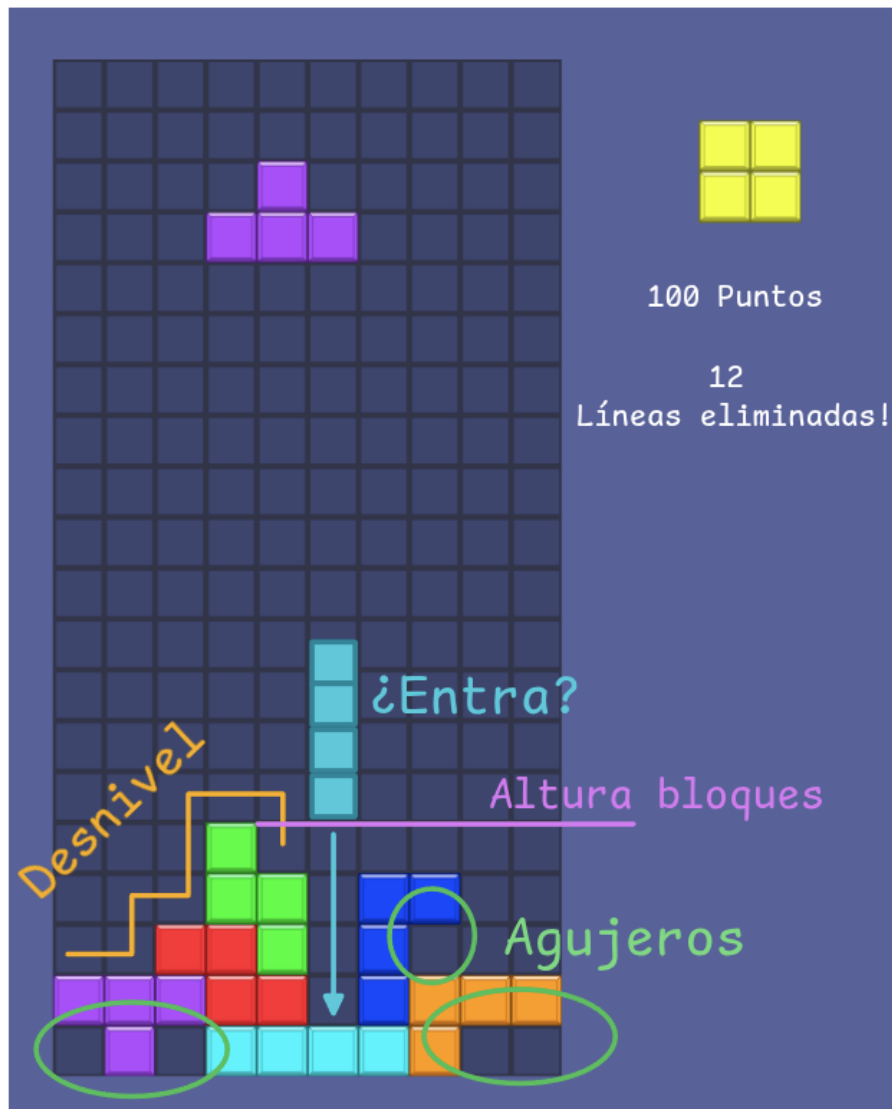 100 Puntos
12
Líneas eliminadas!
¿Entra?
Desnivel
Altura bloques
Agujeros